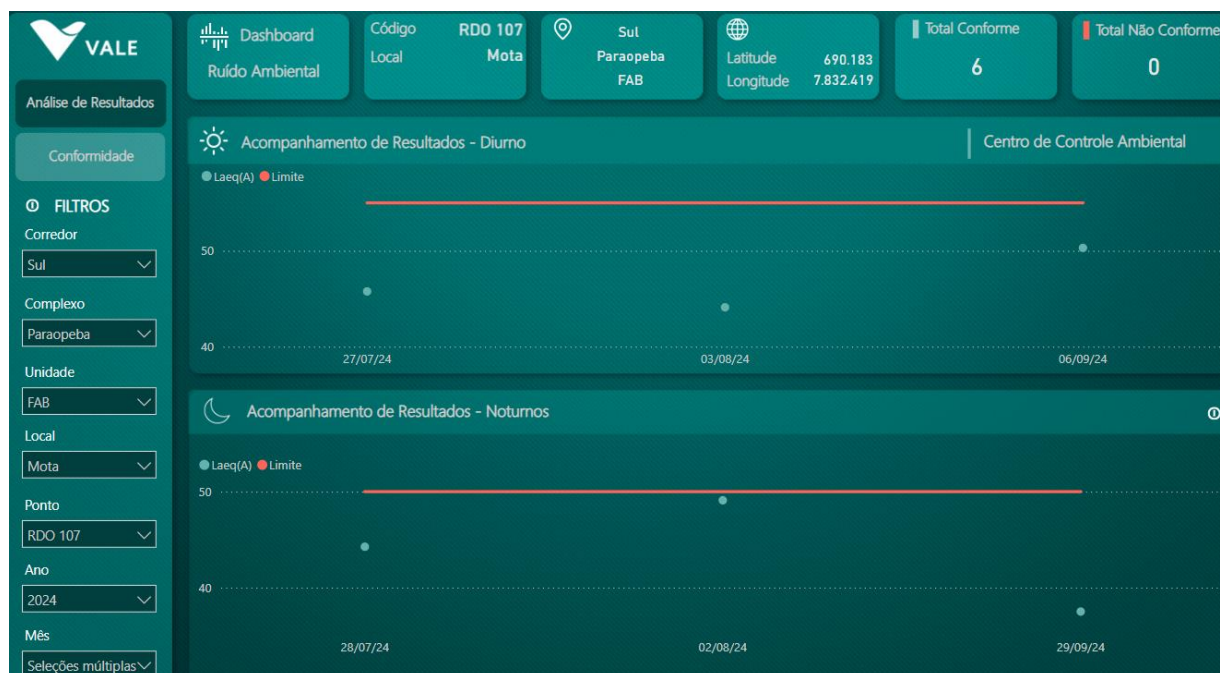 VALE
Análise de Resultados
Conformidade
FILTROS
Corredor
Sul
Complexo
Paraopeba
Unidade
FAB
Local
Mota
Ponto
RDO 107
Ano
2024
Mês
Seleções múltiplas
Dashboard
Ruído Ambiental
Código RDO 107
Local Mota
Sul
Paraopeba
FAB
Latitude 690.183
Longitude 7.832.419
Total Conforme
6
Total Não Conforme
0
Acompanhamento de Resultados - Diurno
Centro de Controle Ambiental
Laeq(A) Limite
50
40
27/07/24 03/08/24 06/09/24
Acompanhamento de Resultados - Noturnos
Laeq(A) Limite
50
40
28/07/24 02/08/24 29/09/24